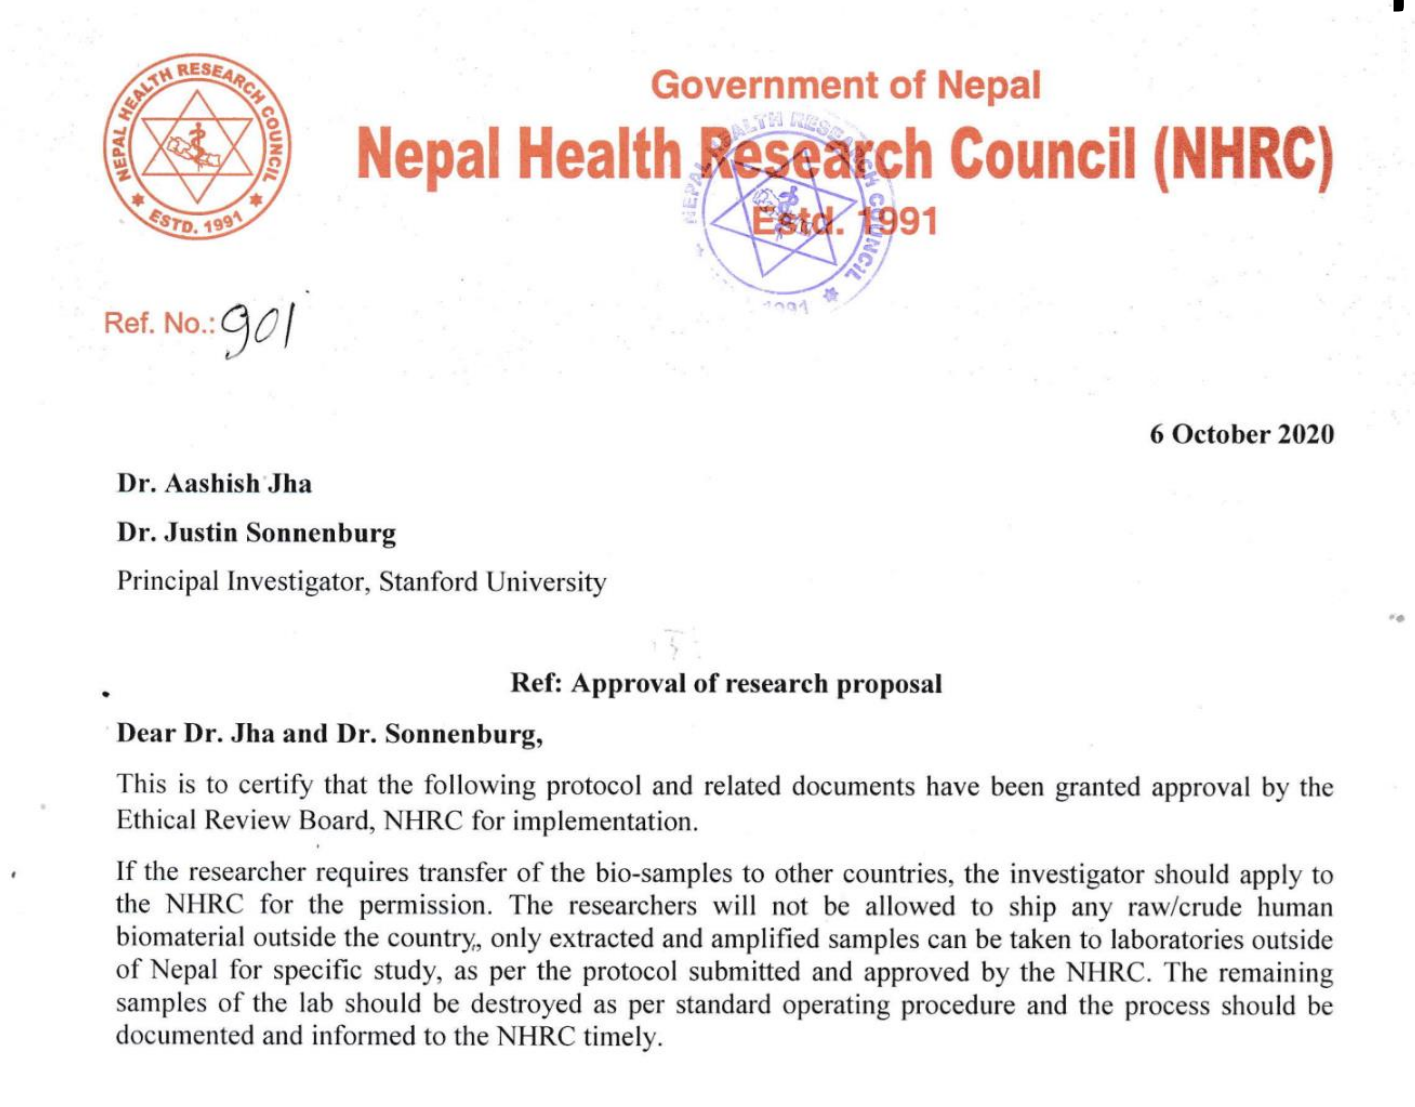 NEPAL HEALTH RESEARCH COUNCIL
ESTD. 1991
Government of Nepal
Nepal Health Research Council (NHRC)
Estd. 1991
NEPAL HEALTH RESEARCH COUNCIL
1991
Ref. No.: 901
6 October 2020
Dr. Aashish Jha
Dr. Justin Sonnenburg
Principal Investigator, Stanford University
Ref: Approval of research proposal
Dear Dr. Jha and Dr. Sonnenburg,
This is to certify that the following protocol and related documents have been granted approval by the
Ethical Review Board, NHRC for implementation.
If the researcher requires transfer of the bio-samples to other countries, the investigator should apply to
the NHRC for the permission. The researchers will not be allowed to ship any raw/crude human
biomaterial outside the country,, only extracted and amplified samples can be taken to laboratories outside
of Nepal for specific study, as per the protocol submitted and approved by the NHRC. The remaining
samples of the lab should be destroyed as per standard operating procedure and the process should be
documented and informed to the NHRC timely.